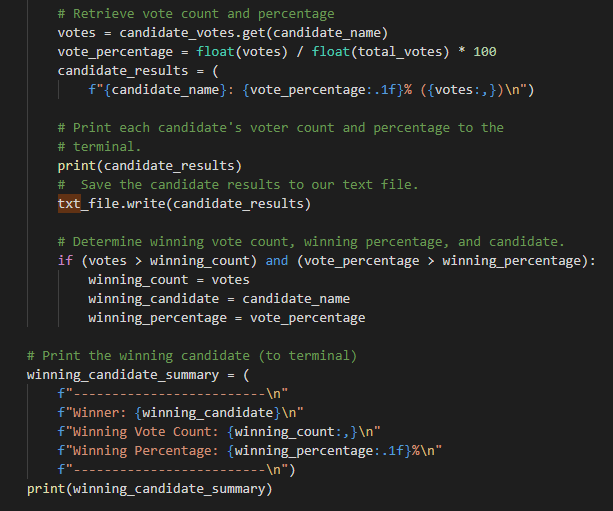 # Retrieve vote count and percentage
votes = candidate_votes.get(candidate_name)
vote_percentage = float(votes) / float(total_votes) * 100
candidate_results = (
f"{candidate_name}: {vote_percentage:.1f}% ({votes:,})\n")
# Print each candidate's voter count and percentage to the
# terminal.
print(candidate_results)
#  Save the candidate results to our text file.
txt_file.write(candidate_results)
# Determine winning vote count, winning percentage, and candidate.
if (votes > winning_count) and (vote_percentage > winning_percentage):
winning_count = votes
winning_candidate = candidate_name
winning_percentage = vote_percentage
# Print the winning candidate (to terminal)
winning_candidate_summary = (
f"-------------------------\n"
f"Winner: {winning_candidate}\n"
f"Winning Vote Count: {winning_count:,}\n"
f"Winning Percentage: {winning_percentage:.1f}%\n"
f"-------------------------\n")
print(winning_candidate_summary)